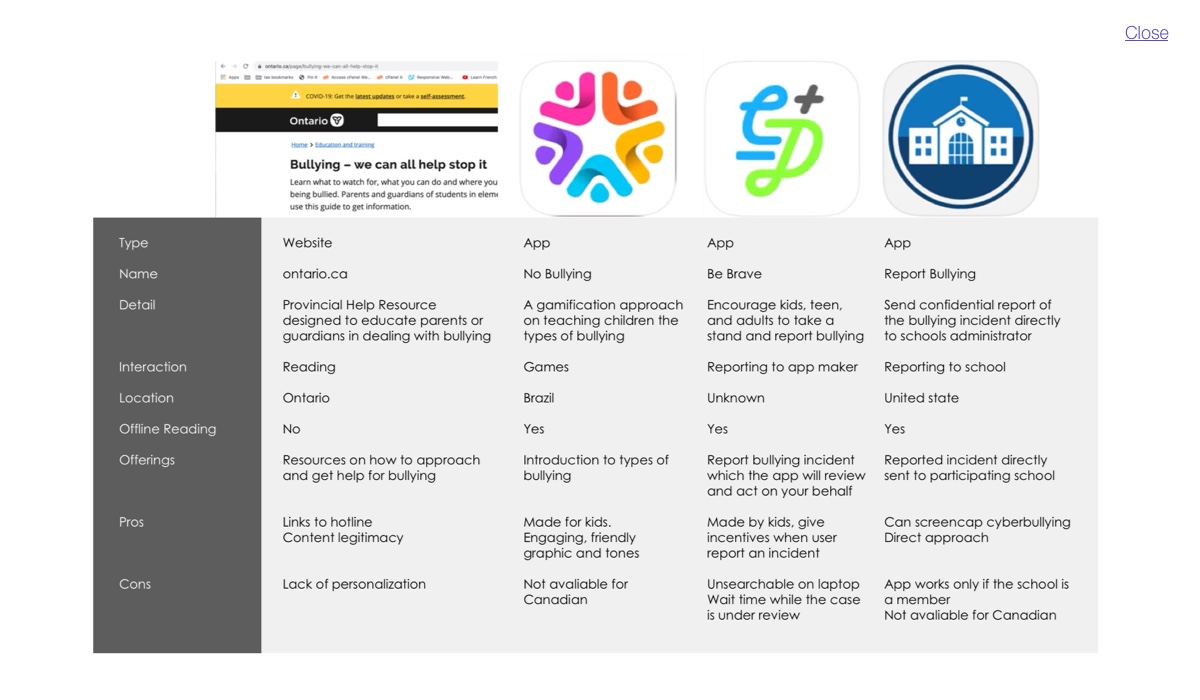 Close
ontario.ca/page/bullying-we-can-all-help-stop-it
Apps
tax bookmarks
Pin It
Access cPanel We...
cPanel X
Responsive Web...
Learn French
COVID-19: Get the latest updates or take a self-assessment.
Ontario
Home > Education and training
Bullying – we can all help stop it
Learn what to watch for, what you can do and where you
being bullied. Parents and guardians of students in eleme
use this guide to get information.
Type
Website
App
App
App
Name
ontario.ca
No Bullying
Be Brave
Report Bullying
Detail
Provincial Help Resource
designed to educate parents or
guardians in dealing with bullying
A gamification approach
on teaching children the
types of bullying
Encourage kids, teen,
and adults to take a
stand and report bullying
Send confidential report of
the bullying incident directly
to schools administrator
Interaction
Reading
Games
Reporting to app maker
Reporting to school
Location
Ontario
Brazil
Unknown
United state
Offline Reading
No
Yes
Yes
Yes
Offerings
Resources on how to approach
and get help for bullying
Introduction to types of
bullying
Report bullying incident
which the app will review
and act on your behalf
Reported incident directly
sent to participating school
Pros
Links to hotline
Content legitimacy
Made for kids.
Engaging, friendly
graphic and tones
Made by kids, give
incentives when user
report an incident
Can screencap cyberbullying
Direct approach
Cons
Lack of personalization
Not avaliable for
Canadian
Unsearchable on laptop
Wait time while the case
is under review
App works only if the school is
a member
Not avaliable for Canadian